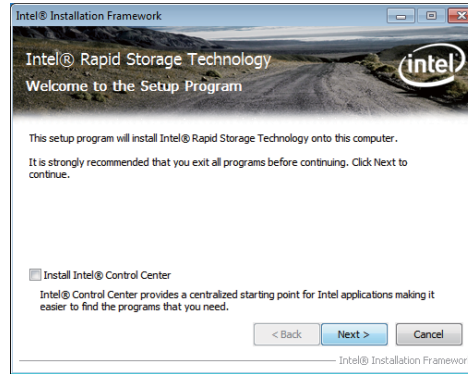 Intel® Installation Framework
Intel® Rapid Storage Technology
Welcome to the Setup Program
intel
This setup program will install Intel® Rapid Storage Technology onto this computer.
It is strongly recommended that you exit all programs before continuing. Click Next to
continue.
Install Intel® Control Center
Intel® Control Center provides a centralized starting point for Intel applications making it
easier to find the programs that you need.
< Back
Next >
Cancel
Intel® Installation Framewor